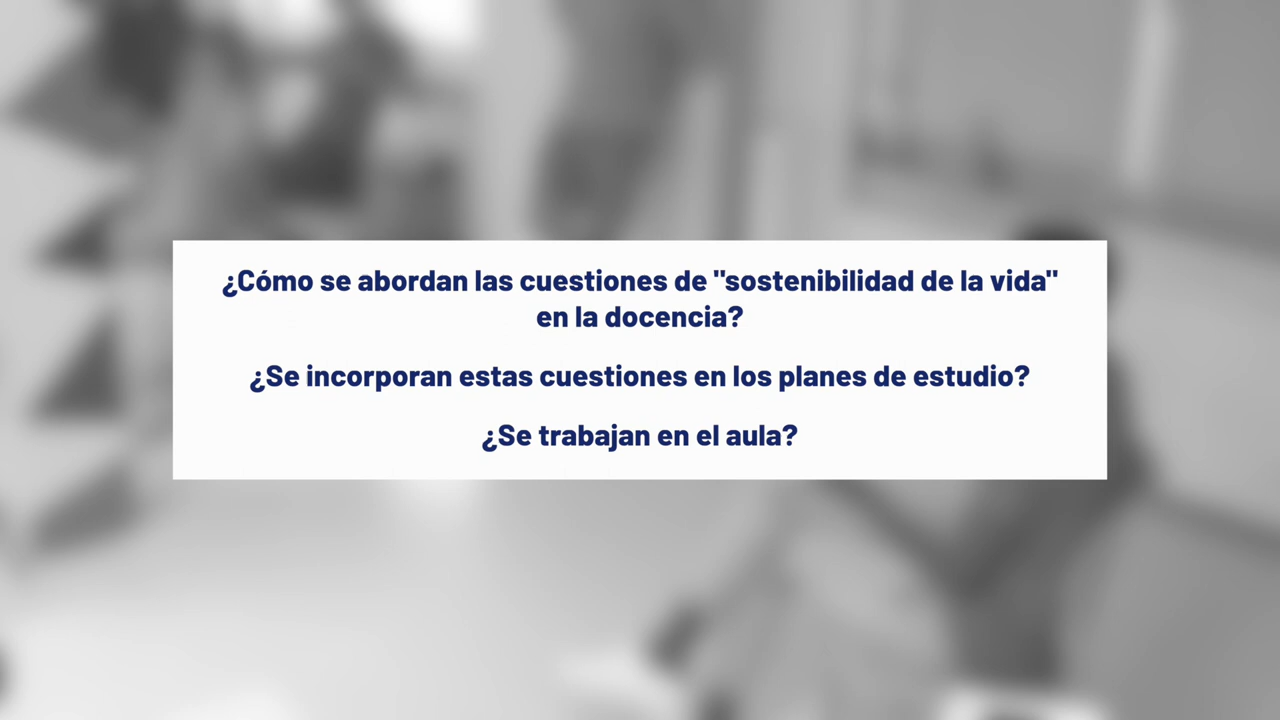 ¿Cómo se abordan las cuestiones de "sostenibilidad de la vida"
en la docencia?
¿Se incorporan estas cuestiones en los planes de estudio?
¿Se trabajan en el aula?